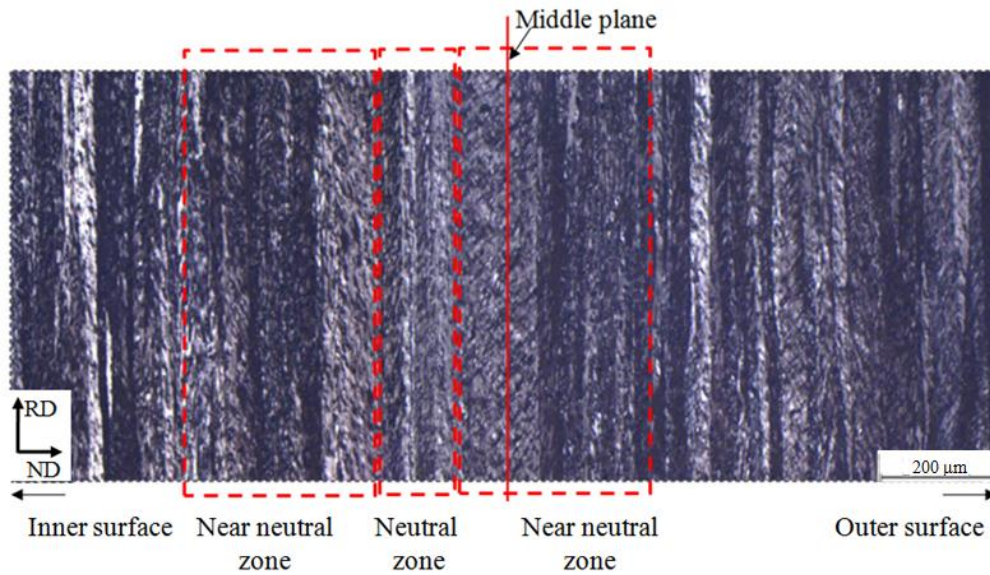 Middle plane
RD
ND
200 µm
Inner surface
Near neutral
zone
Neutral
zone
Near neutral
zone
Outer surface